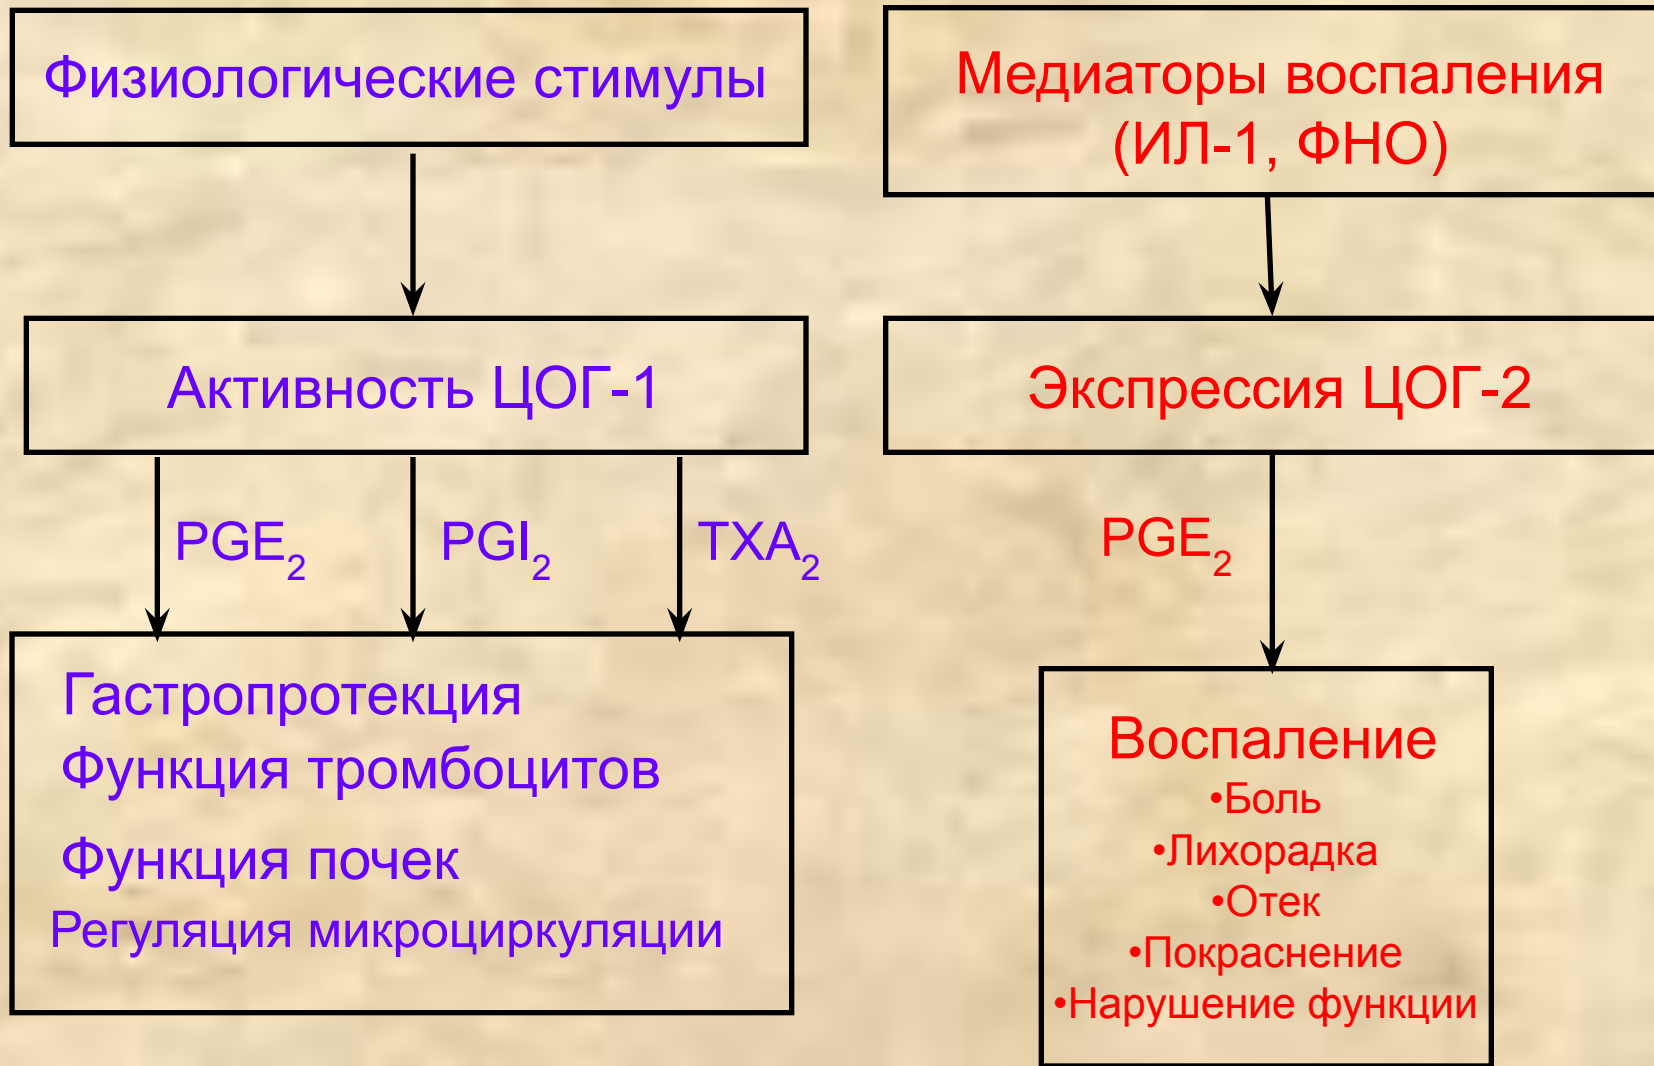 Физиологические стимулы
Активность ЦОГ-1
PGE2
PGI2
TXA2
Гастропротекция
Функция тромбоцитов
Функция почек
Регуляция микроциркуляции
Медиаторы воспаления
(ИЛ-1, ФНО)
Экспрессия ЦОГ-2
PGE2
Воспаление
•Боль
•Лихорадка
•Отек
•Покраснение
•Нарушение функции